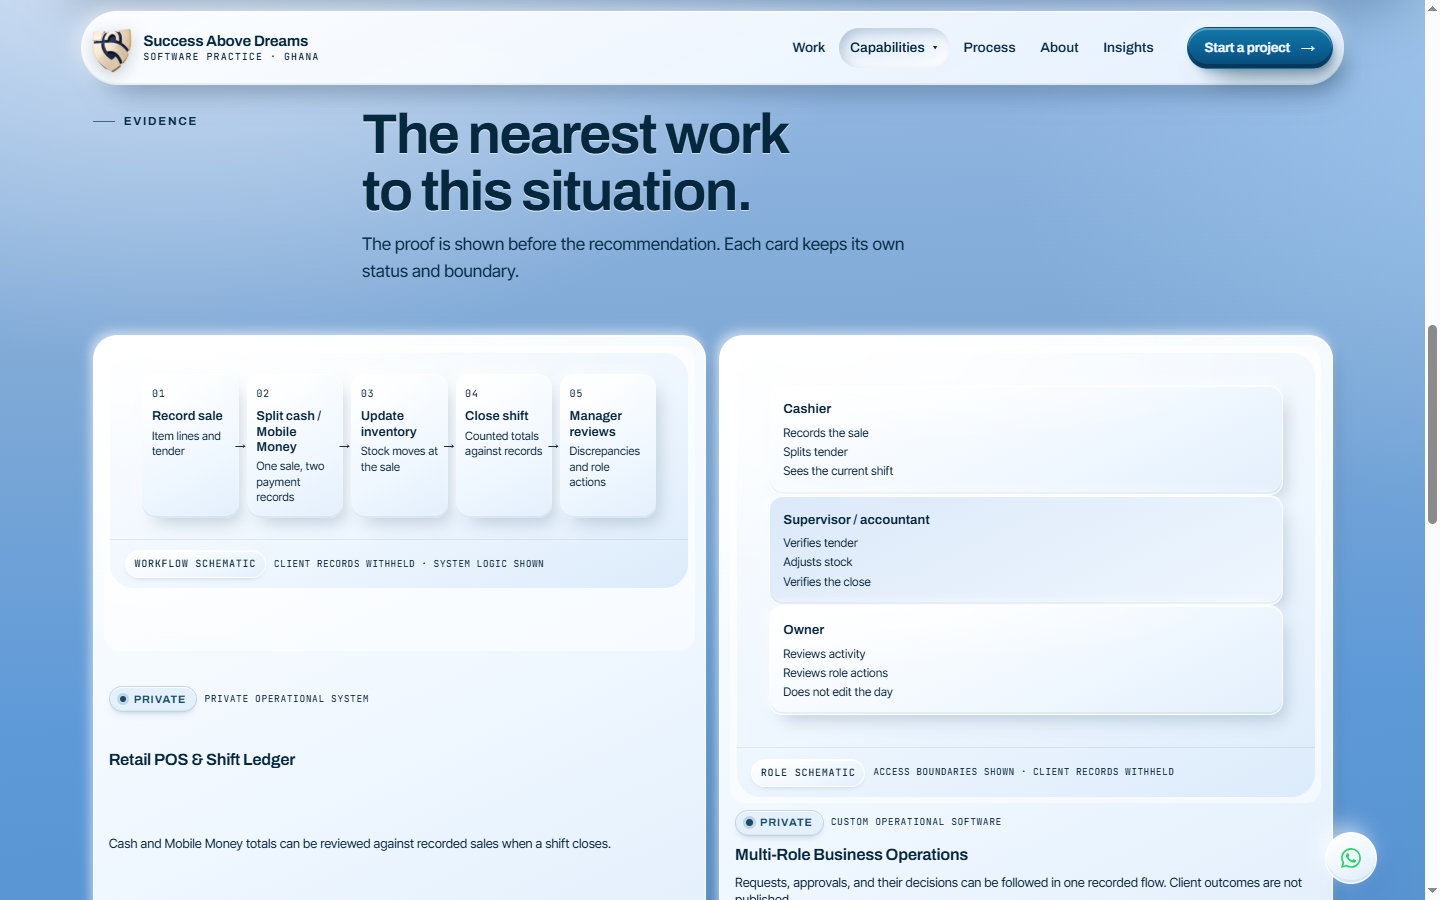 Success Above Dreams
SOFTWARE PRACTICE · GHANA
Work
Capabilities
Process
About
Insights
Start a project →
EVIDENCE
The nearest work
to this situation.
The proof is shown before the recommendation. Each card keeps its own
status and boundary.
01
Record sale
Item lines and
tender
→
02
Split cash /
Mobile
Money
One sale, two
payment
records
→
03
Update
inventory
Stock moves at
the sale
→
04
Close shift
Counted totals
against records
→
05
Manager
reviews
Discrepancies
and role
actions
WORKFLOW SCHEMATIC
CLIENT RECORDS WITHHELD · SYSTEM LOGIC SHOWN
PRIVATE
PRIVATE OPERATIONAL SYSTEM
Retail POS & Shift Ledger
Cash and Mobile Money totals can be reviewed against recorded sales when a shift closes.
Cashier
Records the sale
Splits tender
Sees the current shift
Supervisor / accountant
Verifies tender
Adjusts stock
Verifies the close
Owner
Reviews activity
Reviews role actions
Does not edit the day
ROLE SCHEMATIC
ACCESS BOUNDARIES SHOWN · CLIENT RECORDS WITHHELD
PRIVATE
CUSTOM OPERATIONAL SOFTWARE
Multi-Role Business Operations
Requests, approvals, and their decisions can be followed in one recorded flow. Client outcomes are not
published.